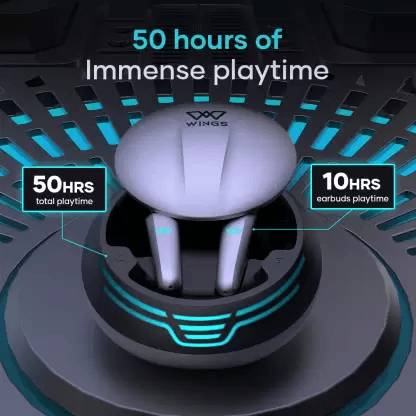 50 hours of
Immense playtime
WINGS
50HRS
total playtime
10HRS
earbuds playtime